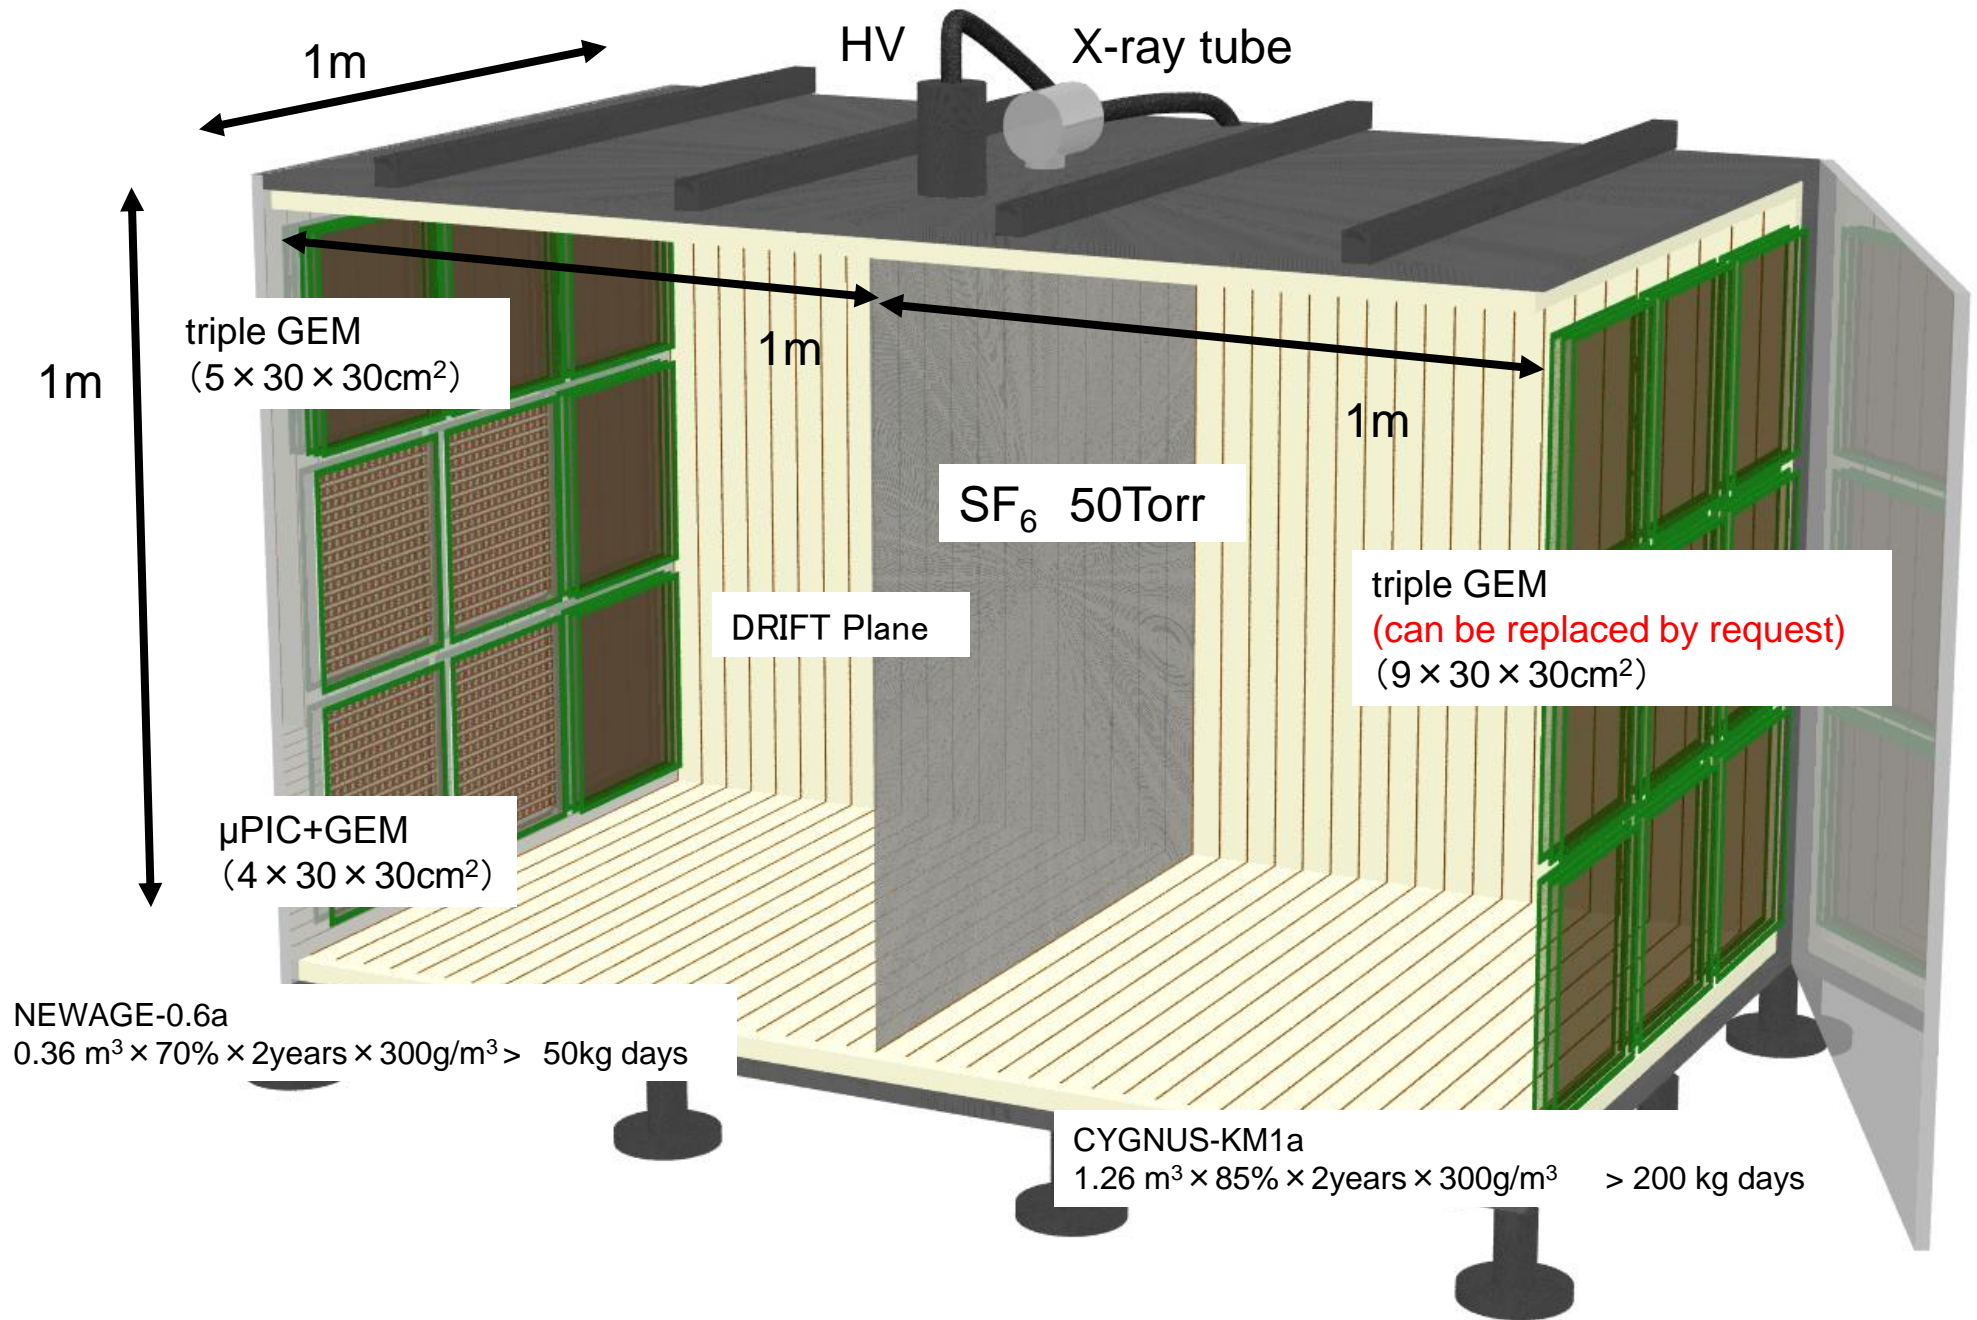 HV
X-ray tube
1m
triple GEM
（5×30×30cm²）
1m
1m
1m
SF₆ 50Torr
DRIFT Plane
triple GEM
(can be replaced by request)
（9×30×30cm²）
μPIC+GEM
（4×30×30cm²）
NEWAGE-0.6a
0.36 m³×70%×2years×300g/m³ > 50kg days
CYGNUS-KM1a
1.26 m³×85%×2years×300g/m³ > 200 kg days